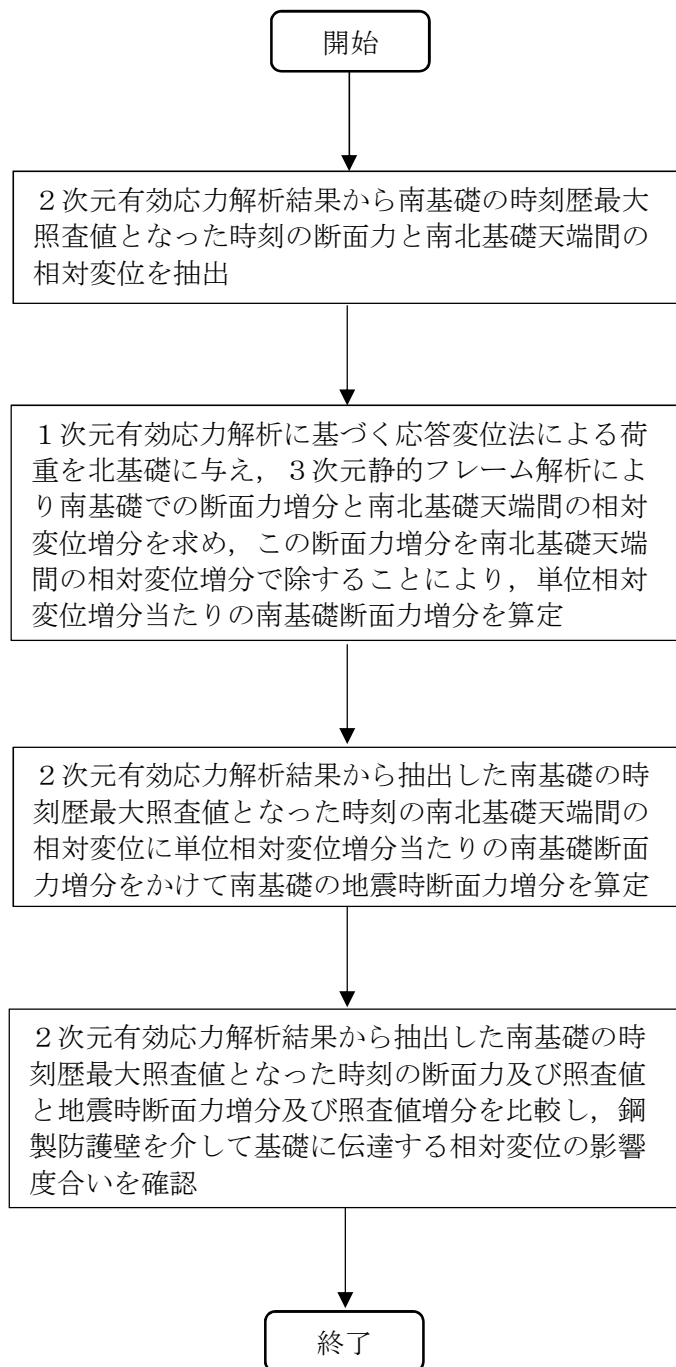 開始
２次元有効応力解析結果から南基礎の時刻歴最大
照査値となった時刻の断面力と南北基礎天端間の
相対変位を抽出
１次元有効応力解析に基づく応答変位法による荷
重を北基礎に与え，３次元静的フレーム解析によ
り南基礎での断面力増分と南北基礎天端間の相対
変位増分を求め，この断面力増分を南北基礎天端
間の相対変位増分で除することにより，単位相対
変位増分当たりの南基礎断面力増分を算定
２次元有効応力解析結果から抽出した南基礎の時
刻歴最大照査値となった時刻の南北基礎天端間の
相対変位に単位相対変位増分当たりの南基礎断面
力増分をかけて南基礎の地震時断面力増分を算定
２次元有効応力解析結果から抽出した南基礎の時
刻歴最大照査値となった時刻の断面力及び照査値
と地震時断面力増分及び照査値増分を比較し，鋼
製防護壁を介して基礎に伝達する相対変位の影響
度合いを確認
終了